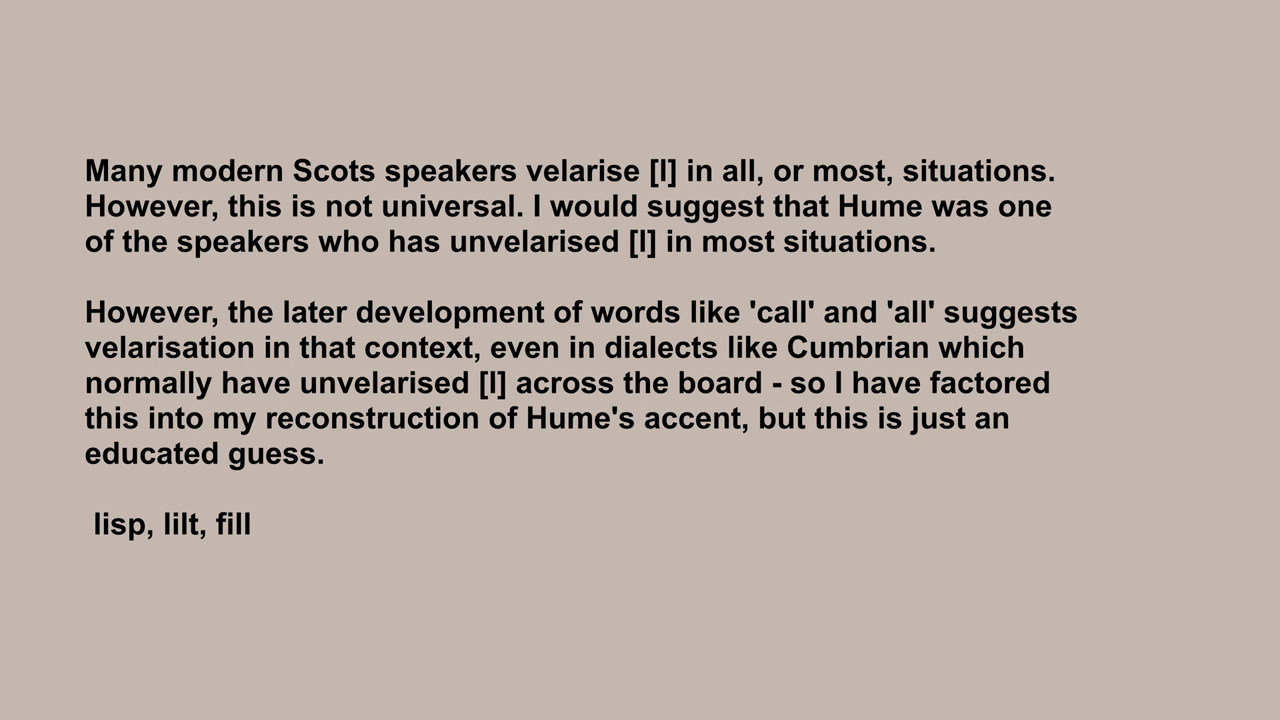 Many modern Scots speakers velarise [l] in all, or most, situations.
However, this is not universal. I would suggest that Hume was one
of the speakers who has unvelarised [l] in most situations.
However, the later development of words like 'call' and 'all' suggests
velarisation in that context, even in dialects like Cumbrian which
normally have unvelarised [l] across the board - so I have factored
this into my reconstruction of Hume's accent, but this is just an
educated guess.
lisp, lilt, fill